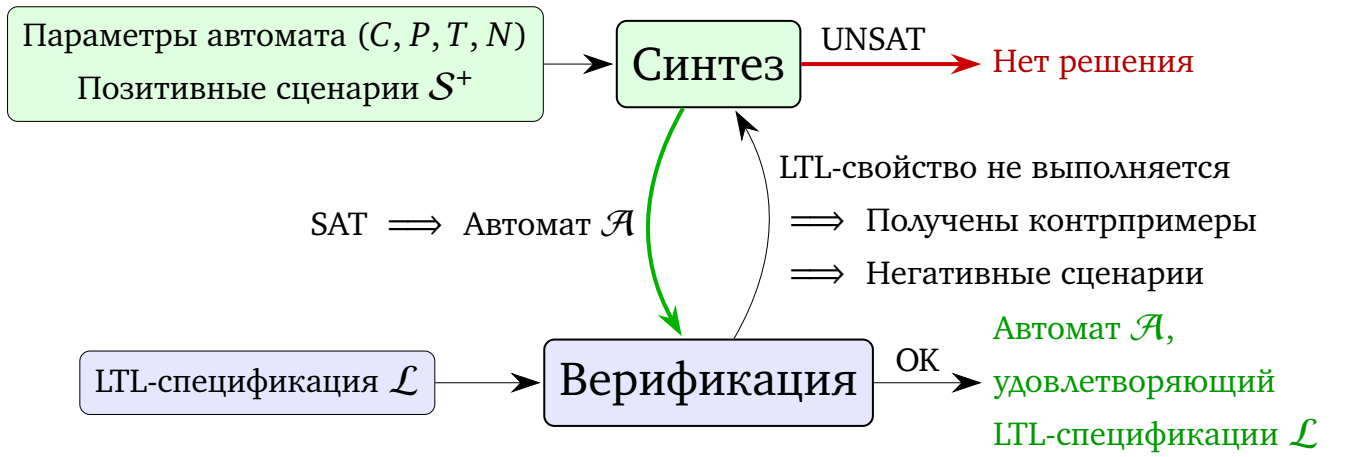 Параметры автомата (C, P, T, N)
Позитивные сценарии 𝒮⁺
Синтез
UNSAT
Нет решения
SAT ⟹ Автомат 𝒜
LTL-свойство не выполняется
⟹ Получены контрпримеры
⟹ Негативные сценарии
LTL-спецификация ℒ
Верификация
OK
Автомат 𝒜,
удовлетворяющий
LTL-спецификации ℒ